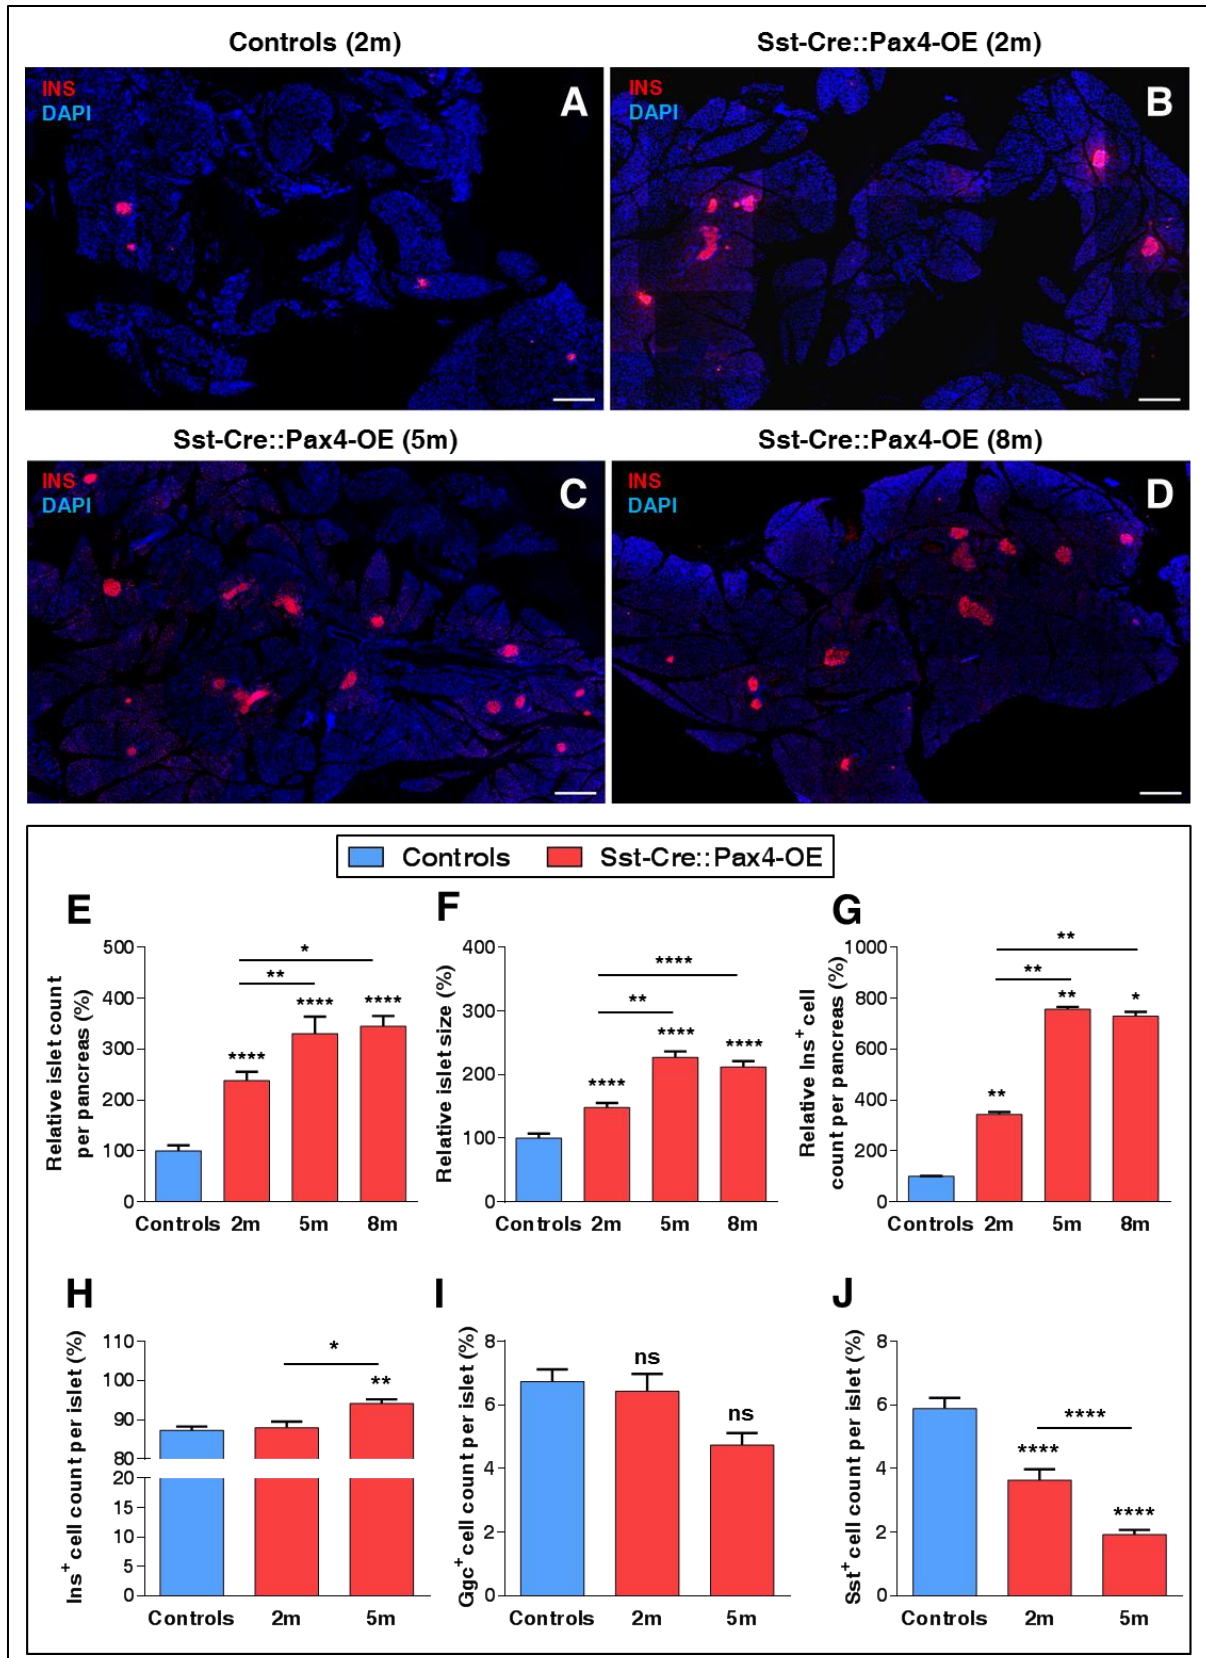 Controls (2m)
Sst-Cre::Pax4-OE (2m)
INS
DAPI
A
INS
DAPI
B
Sst-Cre::Pax4-OE (5m)
Sst-Cre::Pax4-OE (8m)
INS
DAPI
C
INS
DAPI
D
Controls
Sst-Cre::Pax4-OE
E
Relative islet count
per pancreas (%)
500
400
300
200
100
0
*
**
****
****
****
Controls 2m 5m 8m
F
Relative islet size (%)
400
300
200
100
0
****
**
****
****
****
Controls 2m 5m 8m
G
Relative Ins⁺ cell
count per pancreas (%)
1000
800
600
400
200
0
**
**
**
**
*
Controls 2m 5m 8m
H
Ins⁺ cell count per islet (%)
110
100
90
80
20
15
10
5
0
*
**
Controls 2m 5m
I
Ggc⁺ cell count per islet (%)
8
6
4
2
0
ns
ns
Controls 2m 5m
J
Sst⁺ cell count per islet (%)
8
6
4
2
0
****
****
****
Controls 2m 5m